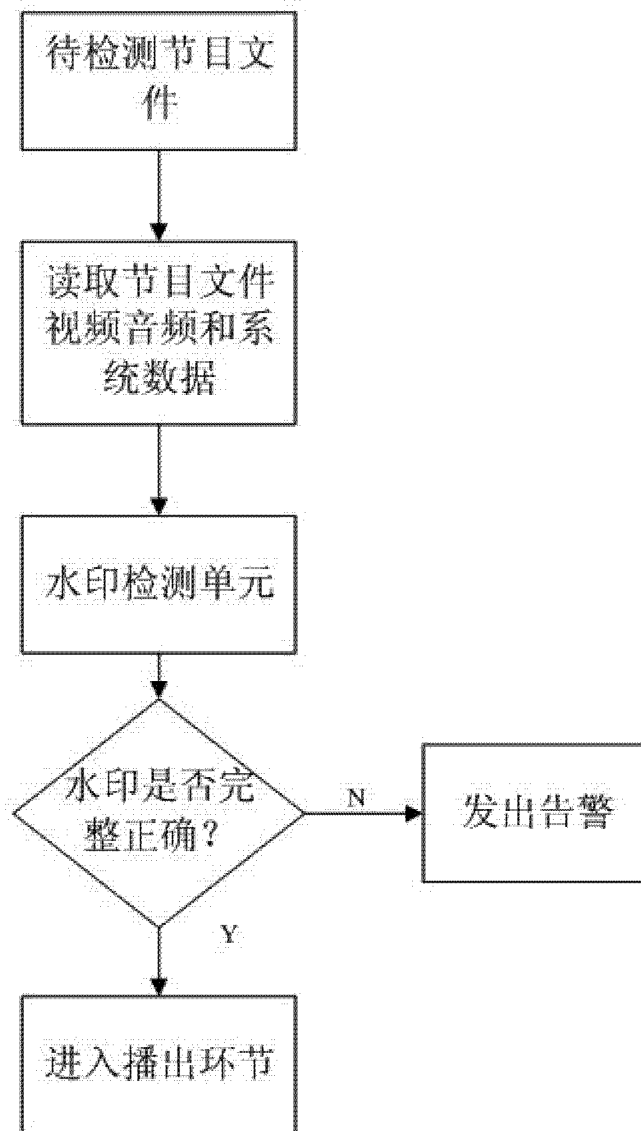 待检测节目文
件
读取节目文件
视频音频和系
统数据
水印检测单元
水印是否完
整正确？
N
发出告警
Y
进入播出环节